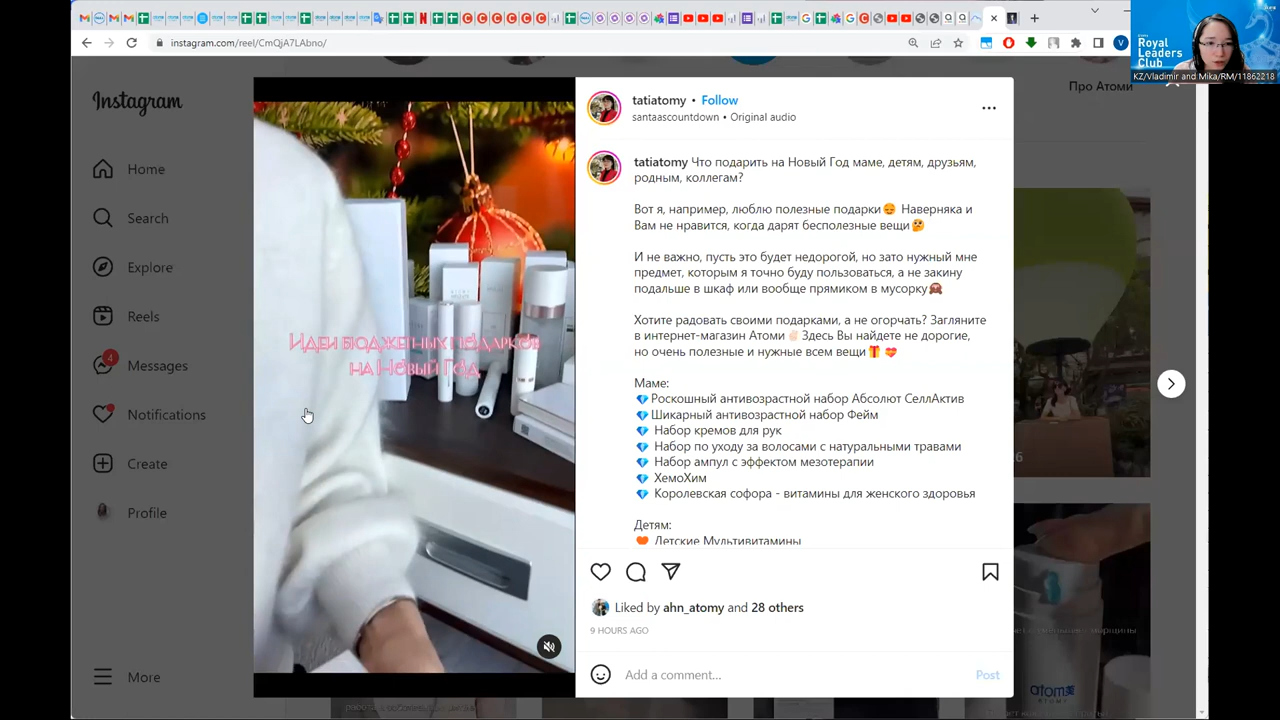 instagram.com/reel/CmQjA7LAbno/
V
Royal
Leaders
Club
KZ/Vladimir and Mika/RM/11862218
Instagram
Home
Search
Explore
Reels
4
Messages
Notifications
Create
Profile
More
Идеи бюджетных подарков
на Новый Год
Про Атоми
tatiatomy • Follow
santaascountdown • Original audio
tatiatomy Что подарить на Новый Год маме, детям, друзьям,
родным, коллегам?
Вот я, например, люблю полезные подарки Наверняка и
Вам не нравится, когда дарят бесполезные вещи
И не важно, пусть это будет недорогой, но зато нужный мне
предмет, которым я точно буду пользоваться, а не закину
подальше в шкаф или вообще прямиком в мусорку
Хотите радовать своими подарками, а не огорчать? Загляните
в интернет-магазин Атоми Здесь Вы найдете не дорогие,
но очень полезные и нужные всем вещи
Маме:
Роскошный антивозрастной набор Абсолют СеллАктив
Шикарный антивозрастной набор Фейм
Набор кремов для рук
Набор по уходу за волосами с натуральными травами
Набор ампул с эффектом мезотерапии
ХемоХим
Королевская софора - витамины для женского здоровья
Детям:
Детские Мультивитамины
Liked by ahn_atomy and 28 others
9 HOURS AGO
Add a comment...
Post
atomy